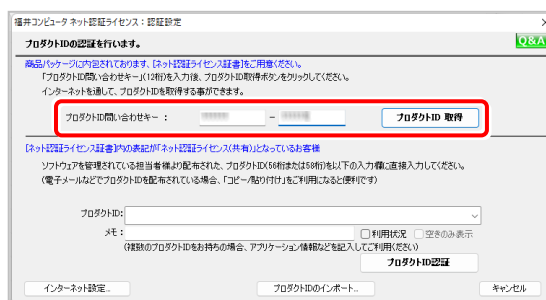 福井コンピュータ ネット認証ライセンス：認証設定
プロダクトIDの認証を行います。
Q&A
商品パッケージに内包されております、[ネット認証ライセンス証書]をご用意ください。
「プロダクトID問い合わせキー」(12桁)を入力後、プロダクトID取得ボタンをクリックしてください。
インターネットを通して、プロダクトIDを取得する事ができます。
プロダクトID問い合わせキー： - プロダクトID 取得
[ネット認証ライセンス証書]内の表記が「ネット認証ライセンス(共有)」となっているお客様
ソフトウェアを管理されている担当者様より配布された、プロダクトID(56桁または58桁)を以下の入力欄に直接入力してください。
(電子メールなどでプロダクトIDを配布されている場合、「コピー/貼り付け」をご利用になると便利です)
プロダクトID:
メモ： 利用状況 空きのみ表示
(複数のプロダクトIDをお持ちの場合、アプリケーション情報などを記入してご利用ください)
プロダクトID認証
インターネット設定.. プロダクトIDのインポート.. キャンセル